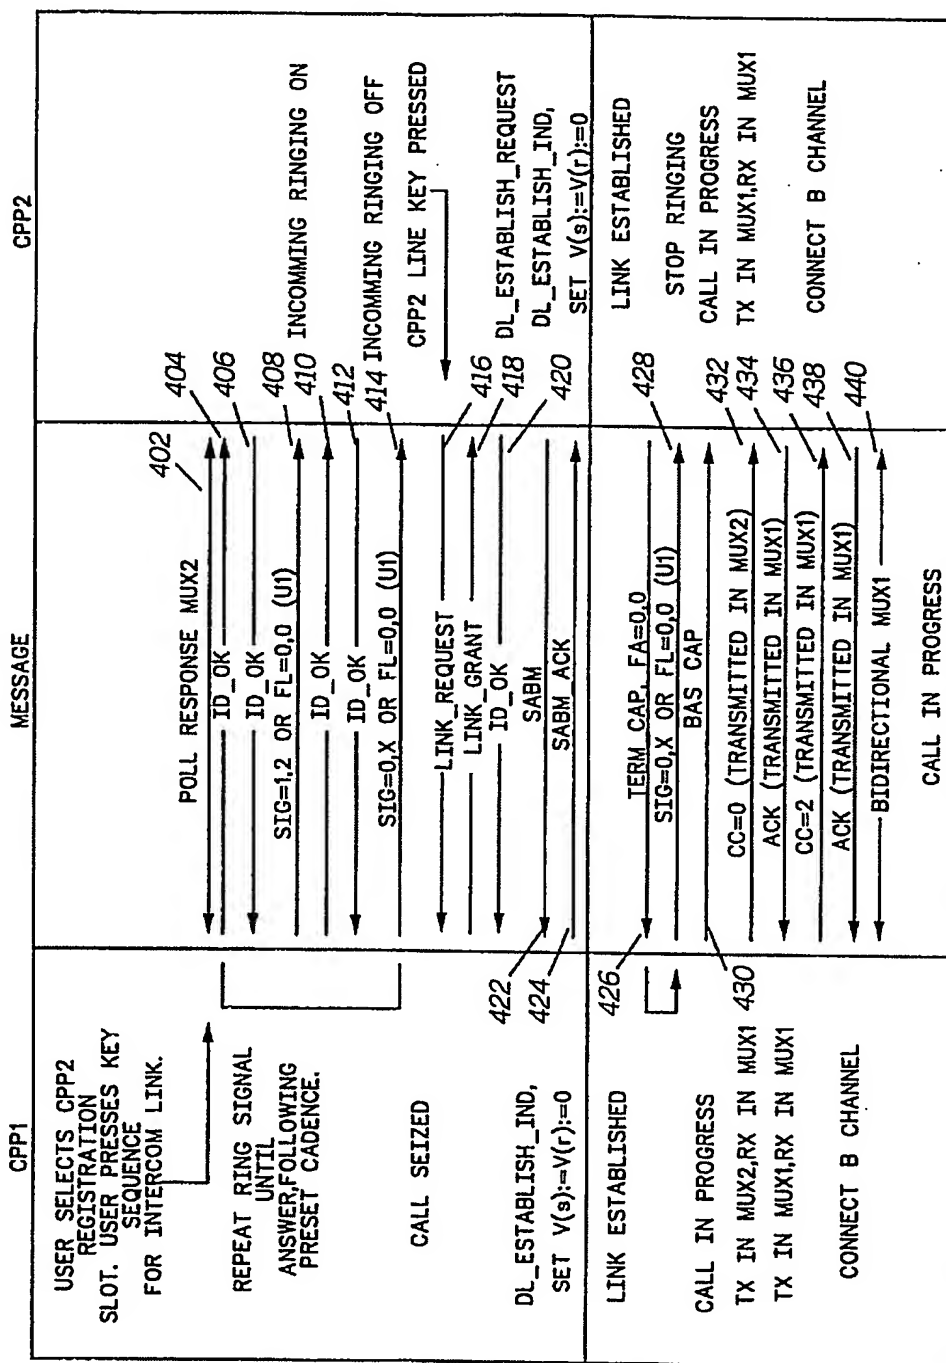 CPP1
MESSAGE
CPP2
USER SELECTS CPP2
REGISTRATION
SLOT. USER PRESSES KEY
SEQUENCE
FOR INTERCOM LINK.
402
404
POLL RESPONSE MUX2
406
ID_OK
ID_OK
408
REPEAT RING SIGNAL
UNTIL
ANSWER,FOLLOWING
PRESET CADENCE.
SIG=1,2 OR FL=0,0 (U1)
INCOMMING RINGING ON
410
ID_OK
412
ID_OK
414
INCOMMING RINGING OFF
SIG=0,X OR FL=0,0 (U1)
CALL SEIZED
CPP2 LINE KEY PRESSED
LINK_REQUEST
416
LINK_GRANT
418
DL_ESTABLISH_REQUEST
ID_OK
420
DL_ESTABLISH_IND,
SET V(s):=V(r):=0
422
SABM
DL_ESTABLISH_IND,
SET V(s):=V(r):=0
424
SABM_ACK
LINK ESTABLISHED
426
TERM CAP, FA=0,0
428
LINK ESTABLISHED
SIG=0,X OR FL=0,0 (U1)
STOP RINGING
430
BAS CAP
CALL IN PROGRESS
CALL IN PROGRESS
TX IN MUX2,RX IN MUX1
CC=0 (TRANSMITTED IN MUX2)
432
TX IN MUX1,RX IN MUX1
TX IN MUX1,RX IN MUX1
ACK (TRANSMITTED IN MUX1)
434
CC=2 (TRANSMITTED IN MUX1)
436
CONNECT B CHANNEL
ACK (TRANSMITTED IN MUX1)
438
CONNECT B CHANNEL
BIDIRECTIONAL MUX1
440
CALL IN PROGRESS